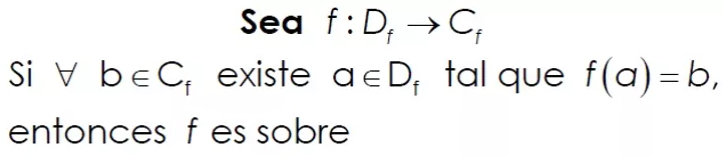 Sea f : D_f → C_f
Si ∀ b ∈ C_f existe a ∈ D_f tal que f(a) = b,
entonces f es sobre